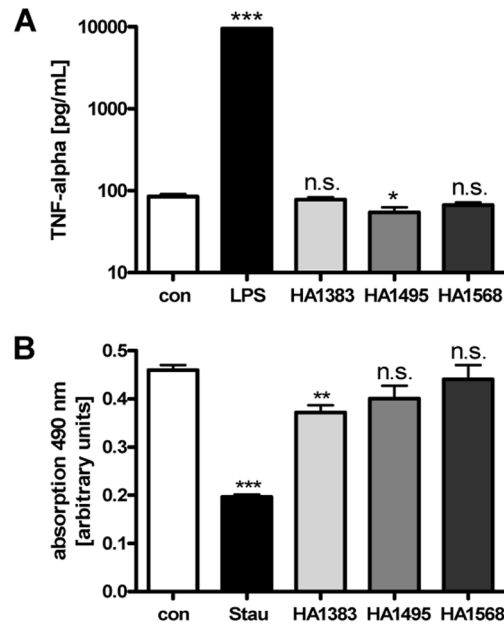 A
***
10000
1000
100
10
TNF-alpha [pg/mL]
n.s.
*
n.s.
con LPS HA1383 HA1495 HA1568
B
0.5
0.4
0.3
0.2
0.1
0.0
absorption 490 nm
[arbitrary units]
***
**
n.s.
n.s.
con Stau HA1383 HA1495 HA1568